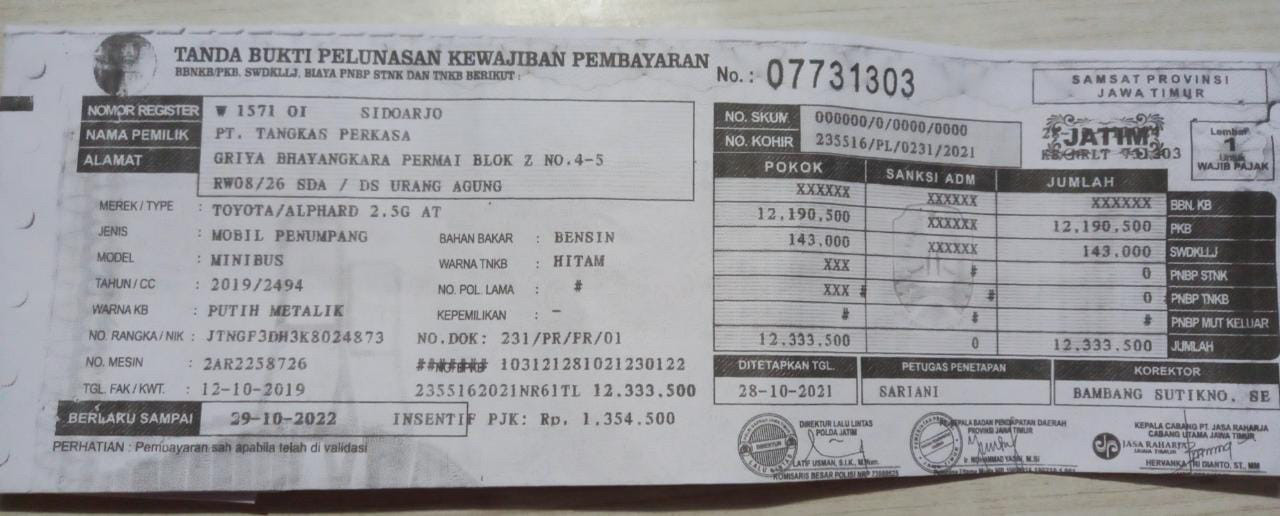 TANDA BUKTI PELUNASAN KEWAJIBAN PEMBAYARAN
BBNKB/PKB, SWDKLLJ, BIAYA PNBP STNK DAN TNKB BERIKUT :
No. : 07731303
SAMSAT PROVINSI
JAWA TIMUR
NOMOR REGISTER W 1571 OI SIDOARJO
NAMA PEMILIK PT. TANGKAS PERKASA
ALAMAT GRIYA BHAYANGKARA PERMAI BLOK Z NO.4-5
RW08/26 SDA / DS URANG AGUNG
MEREK / TYPE : TOYOTA/ALPHARD 2.5G AT
JENIS : MOBIL PENUMPANG
BAHAN BAKAR : BENSIN
MODEL : MINIBUS
WARNA TNKB : HITAM
TAHUN / CC : 2019/2494
NO. POL. LAMA : #
WARNA KB : PUTIH METALIK
KEPEMILIKAN : -
NO. RANGKA / NIK : JTNGF3DH3K8024873
NO.DOK: 231/PR/FR/01
NO. MESIN : 2AR2258726
103121281021230122
TGL. FAK / KWT. : 12-10-2019
2355162021NR61TL 12.333.500
BERLAKU SAMPAI 29-10-2022
INSENTIF PJK: Rp. 1.354.500
PERHATIAN : Pembayaran sah apabila telah di validasi
NO. SKUM 000000/0/0000/0000
NO. KOHIR 235516/PL/0231/2021
JATIM
Lembar
1
Untuk
WAJIB PAJAK
POKOK SANKSI ADM JUMLAH
XXXXXX XXXXXX XXXXXX BBN. KB
12,190,500 XXXXXX 12,190,500 PKB
143.000 XXXXXX 143.000 SWDKLLJ
XXX # 0 PNBP STNK
XXX # # 0 PNBP TNKB
# # # PNBP MUT KELUAR
12.333.500 0 12.333.500 JUMLAH
DITETAPKAN TGL. PETUGAS PENETAPAN KOREKTOR
28-10-2021 SARIANI BAMBANG SUTIKNO, SE
DIREKTUR LALU LINTAS
POLDA JATIM
LATIF USMAN, S.I.K., M.Hum.
KOMISARIS BESAR POLISI NRP
KEPALA BADAN PENDAPATAN DAERAH
PROVINSI JAWA TIMUR
KEPALA CABANG PT. JASA RAHARJA
CABANG UTAMA JAWA TIMUR
JASA RAHARJA
JAWA TIMUR
HERVANKA TRI DIANTO, ST., MM